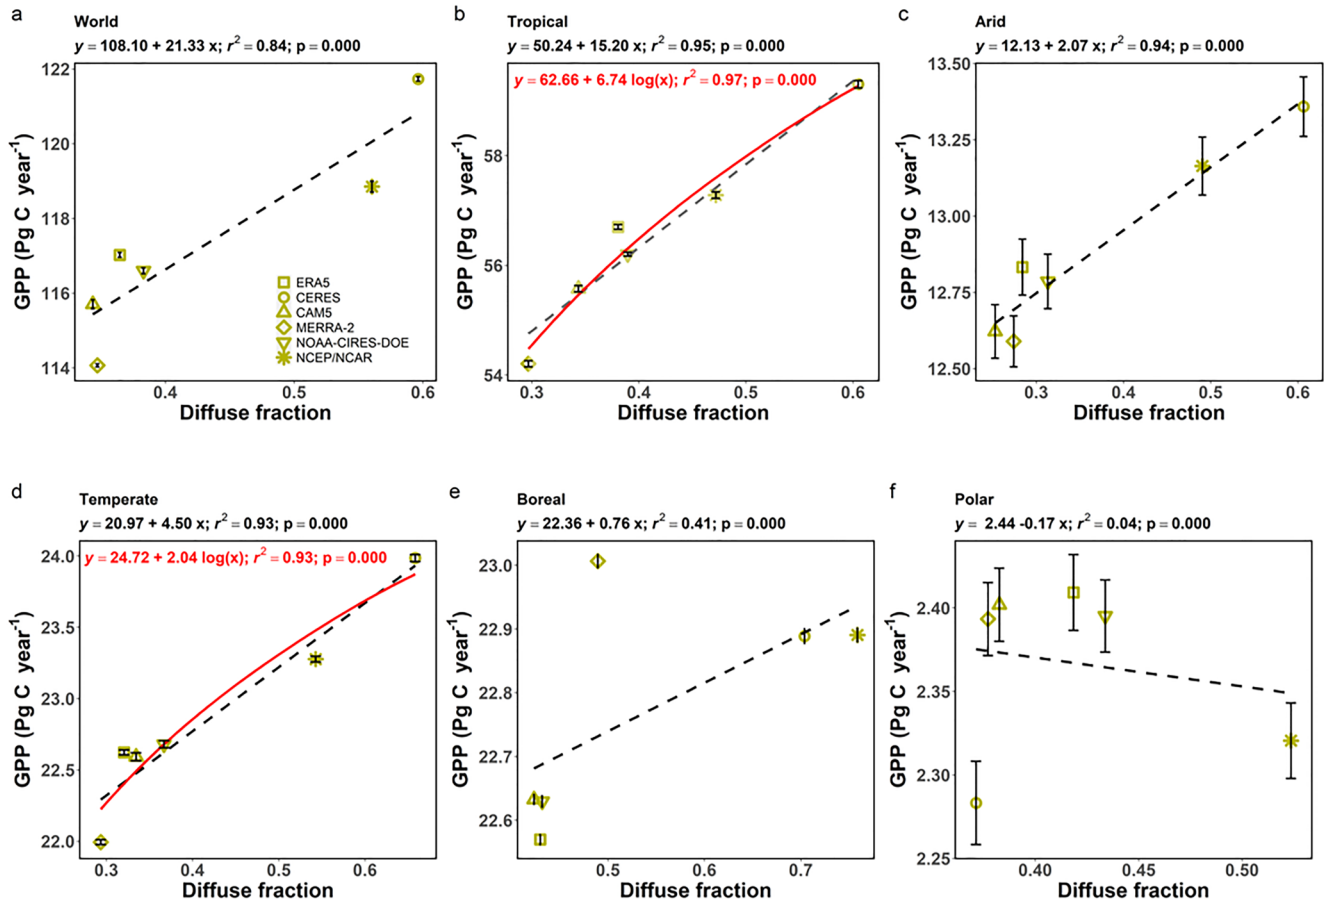 a
World
y = 108.10 + 21.33 x; r² = 0.84; p = 0.000
GPP (Pg C year⁻¹)
122
120
118
116
114
0.4 0.5 0.6
Diffuse fraction
ERA5
CERES
CAM5
MERRA-2
NOAA-CIRES-DOE
NCEP/NCAR
b
Tropical
y = 50.24 + 15.20 x; r² = 0.95; p = 0.000
y = 62.66 + 6.74 log(x); r² = 0.97; p = 0.000
GPP (Pg C year⁻¹)
58
56
54
0.3 0.4 0.5 0.6
Diffuse fraction
c
Arid
y = 12.13 + 2.07 x; r² = 0.94; p = 0.000
GPP (Pg C year⁻¹)
13.50
13.25
13.00
12.75
12.50
0.3 0.4 0.5 0.6
Diffuse fraction
d
Temperate
y = 20.97 + 4.50 x; r² = 0.93; p = 0.000
y = 24.72 + 2.04 log(x); r² = 0.93; p = 0.000
GPP (Pg C year⁻¹)
24.0
23.5
23.0
22.5
22.0
0.3 0.4 0.5 0.6
Diffuse fraction
e
Boreal
y = 22.36 + 0.76 x; r² = 0.41; p = 0.000
GPP (Pg C year⁻¹)
23.0
22.9
22.8
22.7
22.6
0.5 0.6 0.7
Diffuse fraction
f
Polar
y = 2.44 -0.17 x; r² = 0.04; p = 0.000
GPP (Pg C year⁻¹)
2.40
2.35
2.30
2.25
0.40 0.45 0.50
Diffuse fraction